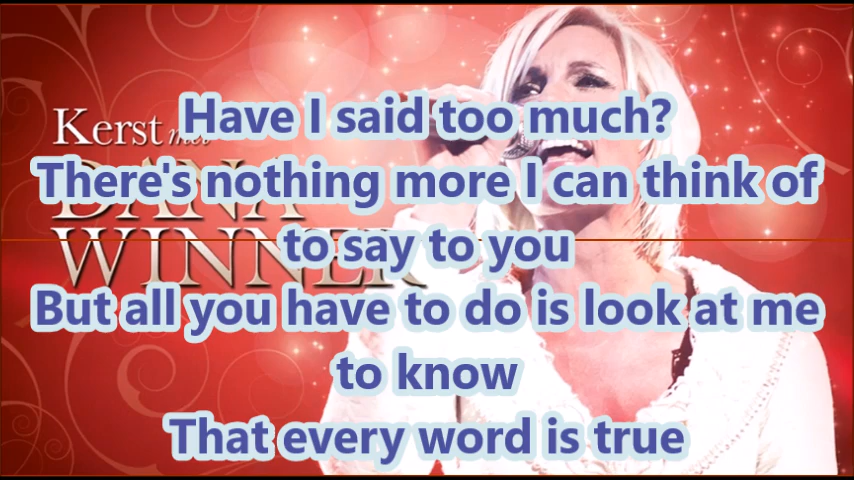 Kerst met
DANA
WINNER
Have I said too much?
There's nothing more I can think of
to say to you
But all you have to do is look at me
to know
That every word is true